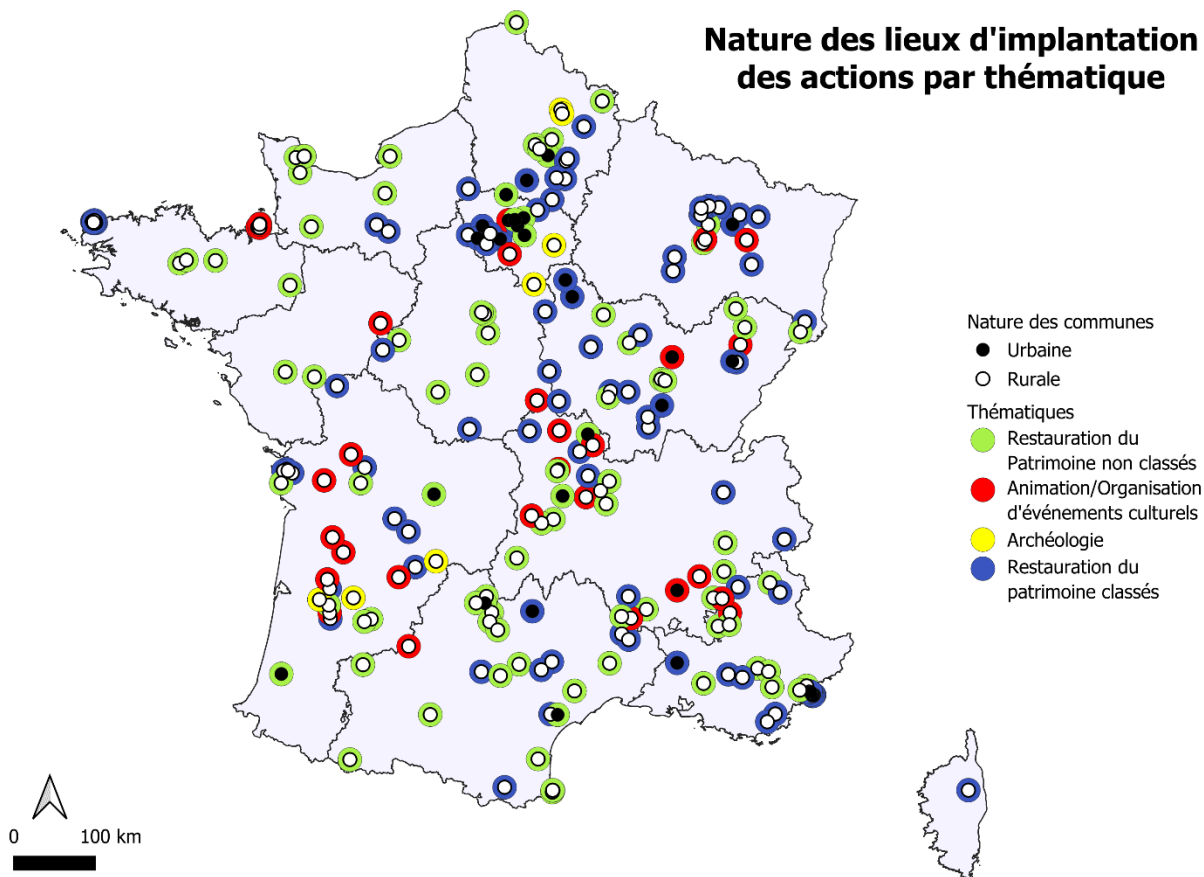 Nature des lieux d'implantation
des actions par thématique
Nature des communes
Urbaine
Rurale
Thématiques
Restauration du
Patrimoine non classés
Animation/Organisation
d'événements culturels
Archéologie
Restauration du
patrimoine classés
0 100 km